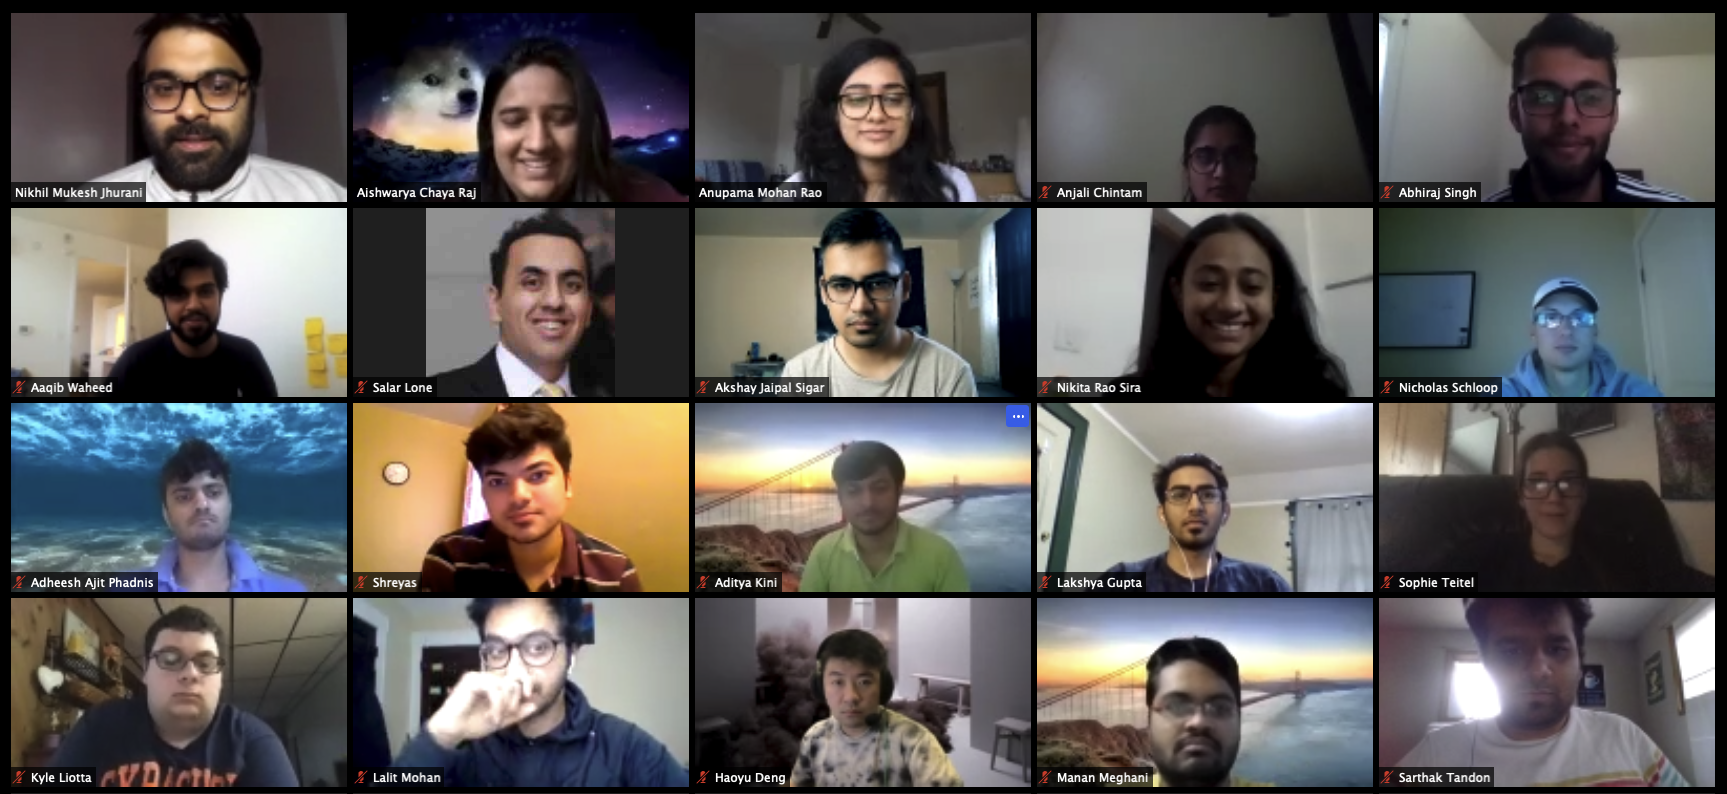 Nikhil Mukesh Jhurani
Aishwarya Chaya Raj
Anupama Mohan Rao
Anjali Chintam
Abhiraj Singh
Aaqib Waheed
Salar Lone
Akshay Jaipal Sigar
Nikita Rao Sira
Nicholas Schloop
Adheesh Ajit Phadnis
Shreyas
Aditya Kini
Lakshya Gupta
Sophie Teitel
Kyle Liotta
Lalit Mohan
Haoyu Deng
Manan Meghani
Sarthak Tandon